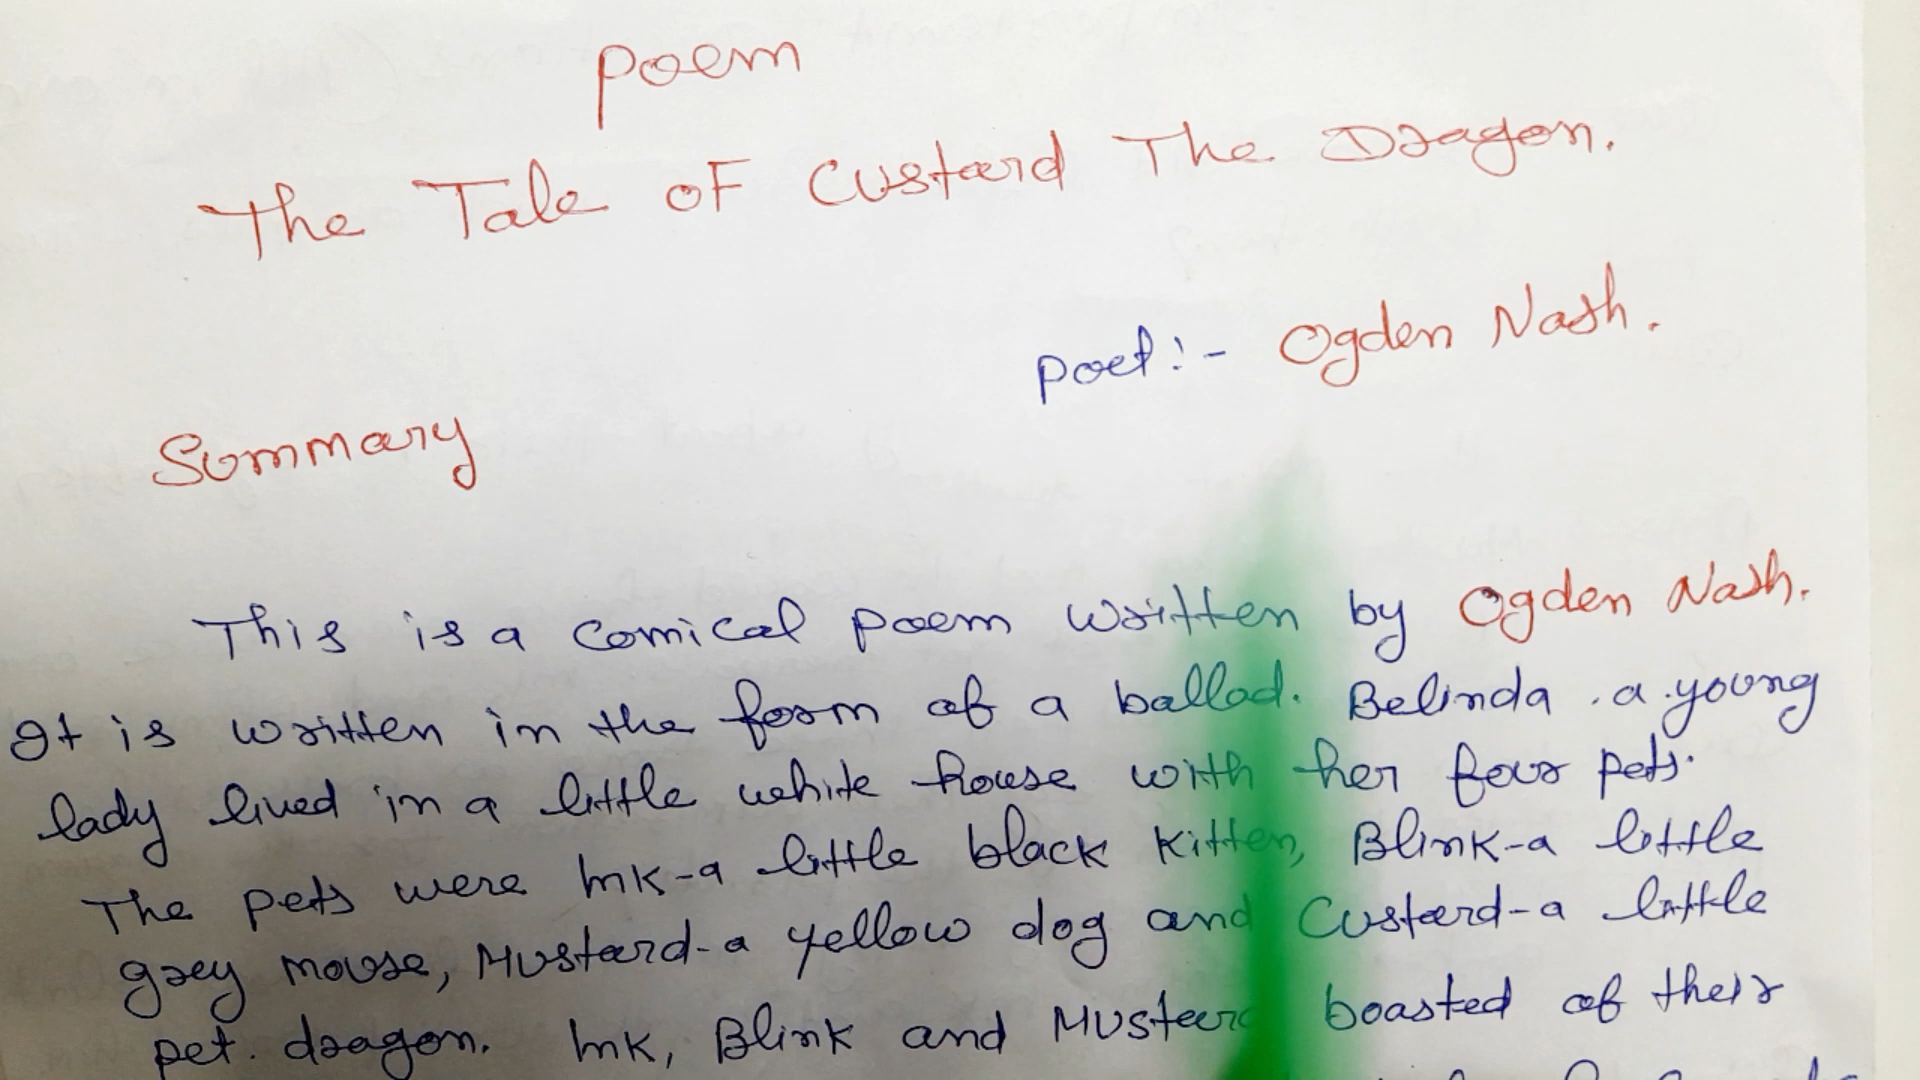 Poem
The Tale of Custard The Dragon.
Poet:- Ogden Nash.
Summary
This is a comical poem written by Ogden Nash.
It is written in the form of a ballad. Belinda, a young
lady lived in a little white house with her four pets.
The pets were Ink-a little black kitten, Blink-a little
grey mouse, Mustard-a yellow dog and Custard-a little
pet dragon. Ink, Blink and Mustard boasted of their